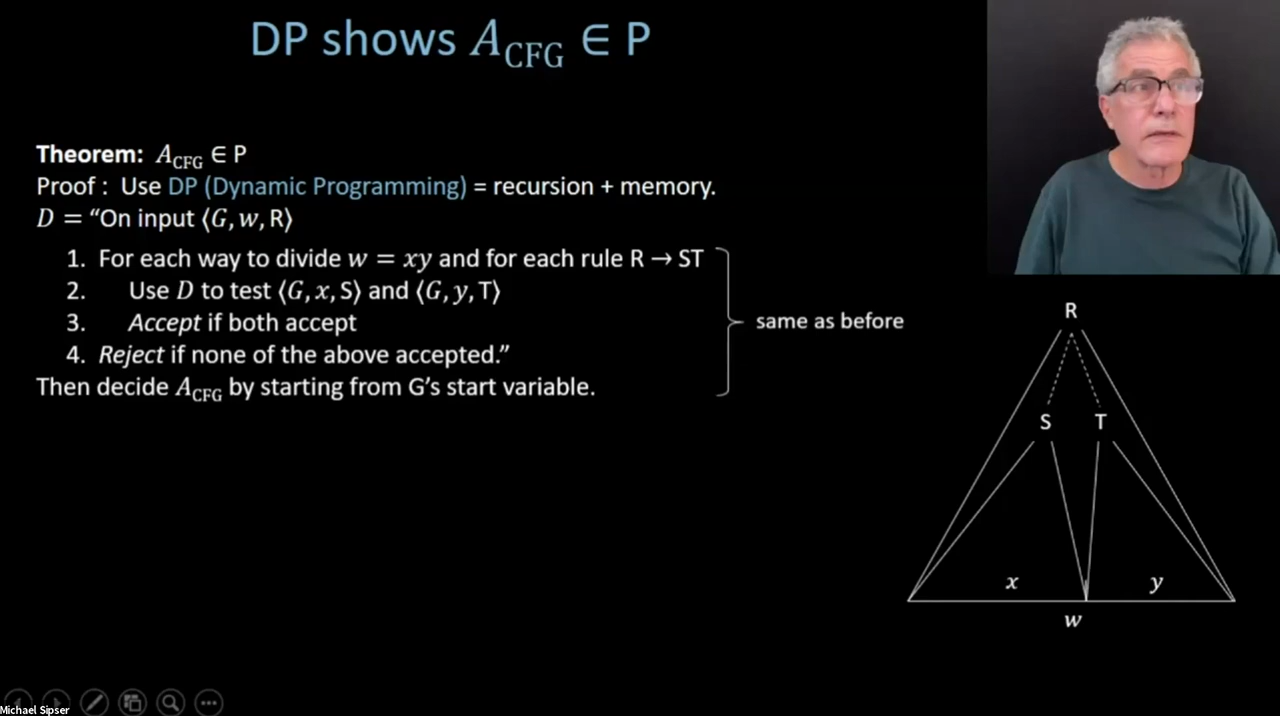 DP shows A_CFG ∈ P
Theorem: A_CFG ∈ P
Proof : Use DP (Dynamic Programming) = recursion + memory.
D = “On input ⟨G, w, R⟩
1. For each way to divide w = xy and for each rule R → ST
2. Use D to test ⟨G, x, S⟩ and ⟨G, y, T⟩
3. Accept if both accept
4. Reject if none of the above accepted.”
Then decide A_CFG by starting from G’s start variable.
same as before
R
S T
x y
w
Michael Sipser